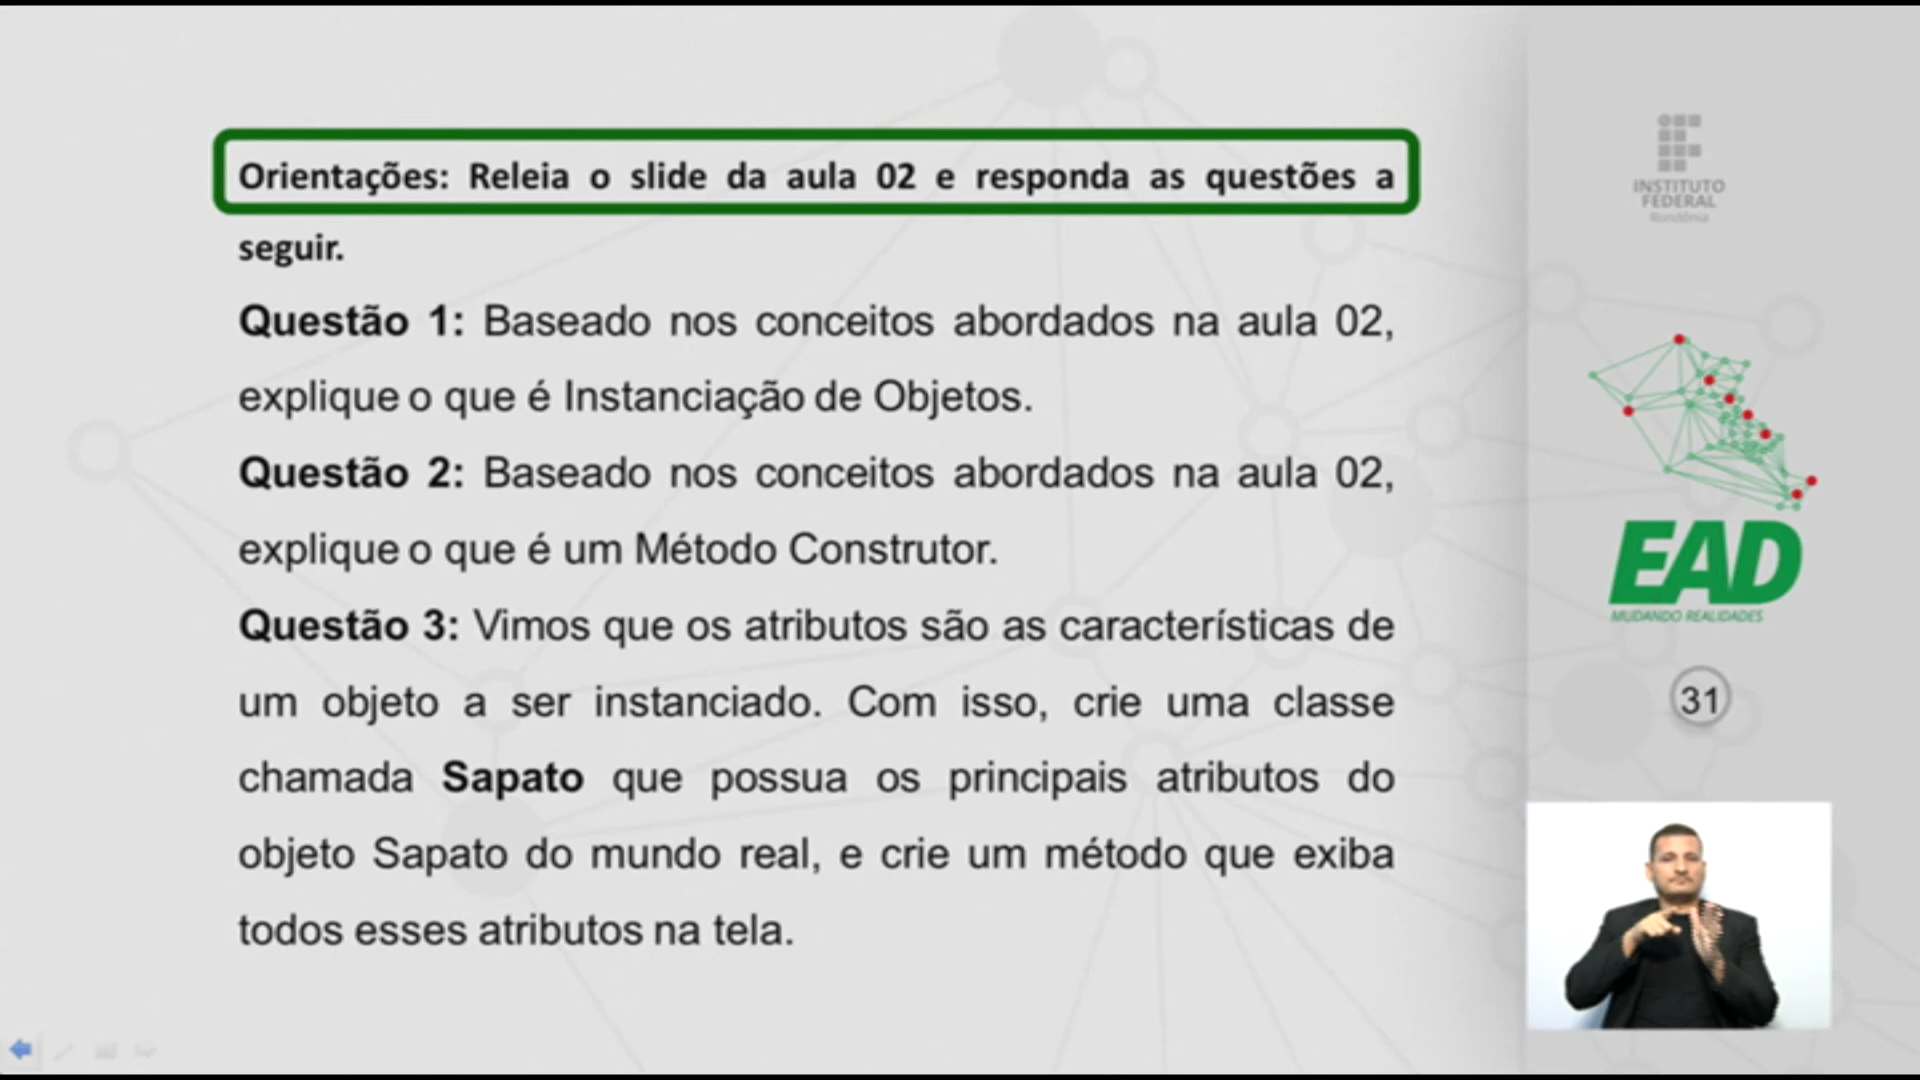 Orientações: Releia o slide da aula 02 e responda as questões a
seguir.
Questão 1: Baseado nos conceitos abordados na aula 02,
explique o que é Instanciação de Objetos.
Questão 2: Baseado nos conceitos abordados na aula 02,
explique o que é um Método Construtor.
Questão 3: Vimos que os atributos são as características de
um objeto a ser instanciado. Com isso, crie uma classe
chamada Sapato que possua os principais atributos do
objeto Sapato do mundo real, e crie um método que exiba
todos esses atributos na tela.
INSTITUTO
FEDERAL
Rondônia
EAD
MUDANDO REALIDADES
31